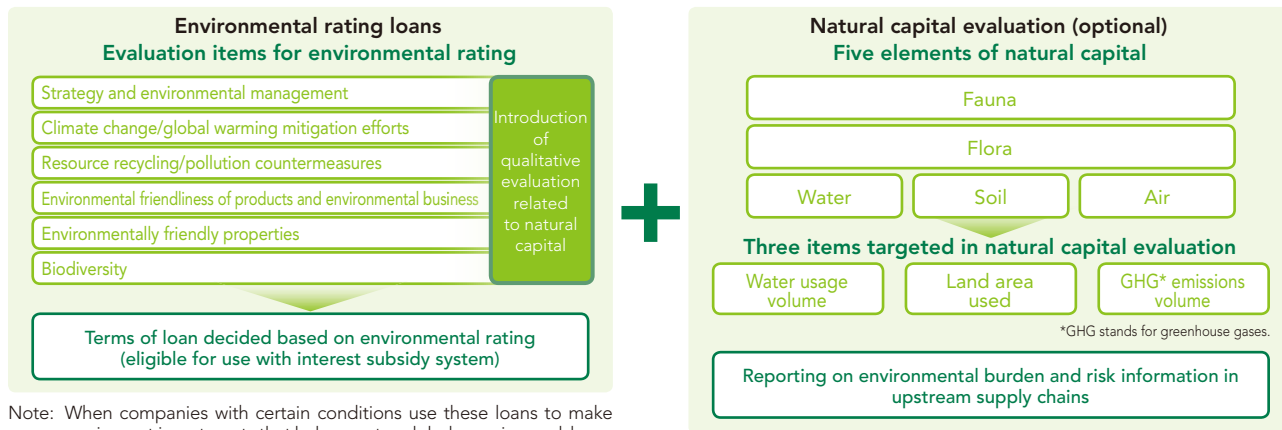 Environmental rating loans
Evaluation items for environmental rating
Strategy and environmental management
Climate change/global warming mitigation efforts
Resource recycling/pollution countermeasures
Environmental friendliness of products and environmental business
Environmentally friendly properties
Biodiversity
Introduction
of
qualitative
evaluation
related
to natural
capital
Terms of loan decided based on environmental rating
(eligible for use with interest subsidy system)
Note: When companies with certain conditions use these loans to make
+
Natural capital evaluation (optional)
Five elements of natural capital
Fauna
Flora
Water
Soil
Air
Three items targeted in natural capital evaluation
Water usage
volume
Land area
used
GHG* emissions
volume
*GHG stands for greenhouse gases.
Reporting on environmental burden and risk information in
upstream supply chains